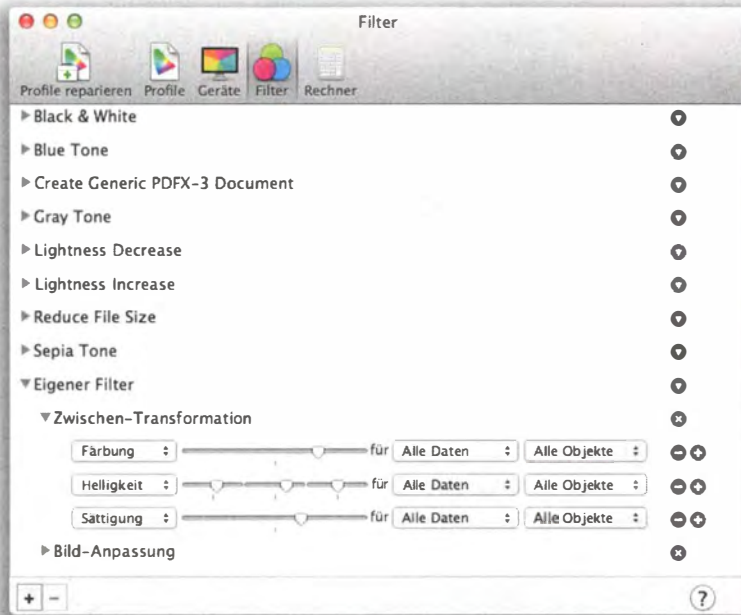 Filter
Profile reparieren Profile Geräte Filter Rechner
Black & White
Blue Tone
Create Generic PDFX-3 Document
Gray Tone
Lightness Decrease
Lightness Increase
Reduce File Size
Sepia Tone
Eigener Filter
Zwischen-Transformation
Färbung für Alle Daten Alle Objekte
Helligkeit für Alle Daten Alle Objekte
Sättigung für Alle Daten Alle Objekte
Bild-Anpassung
+ - ?